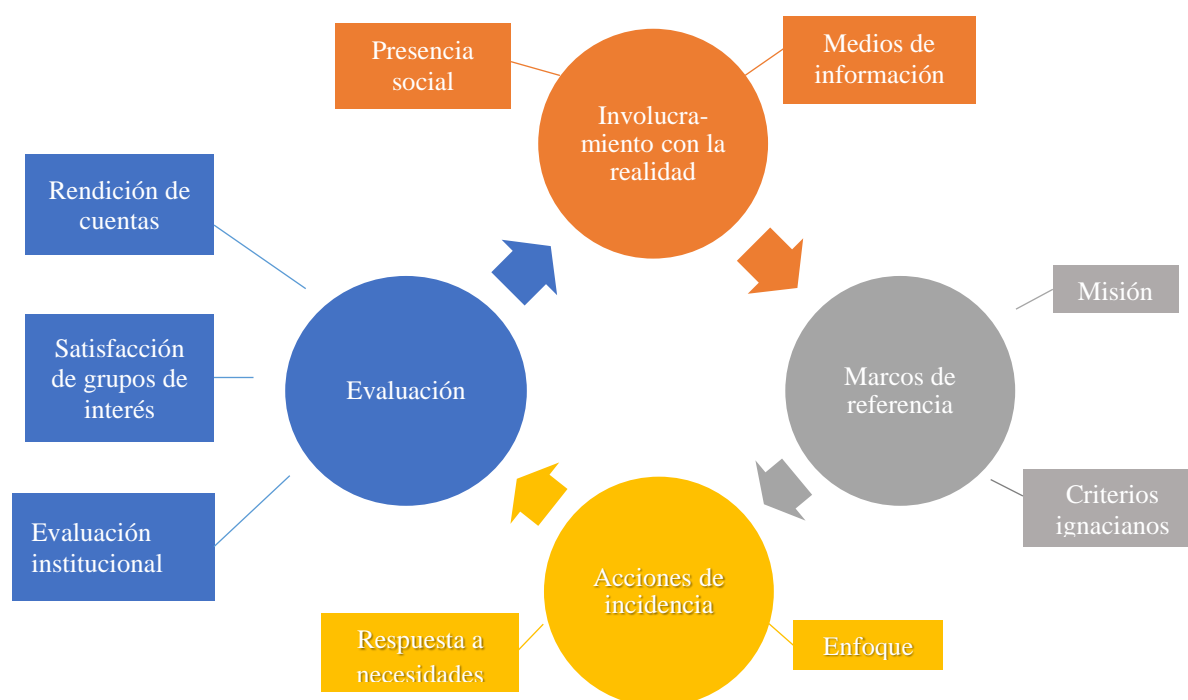 Presencia
social
Medios de
información
Involucra-
miento con la
realidad
Rendición de
cuentas
Satisfacción
de grupos de
interés
Evaluación
institucional
Evaluación
Misión
Marcos de
referencia
Criterios
ignacianos
Acciones de
incidencia
Respuesta a
necesidades
Enfoque